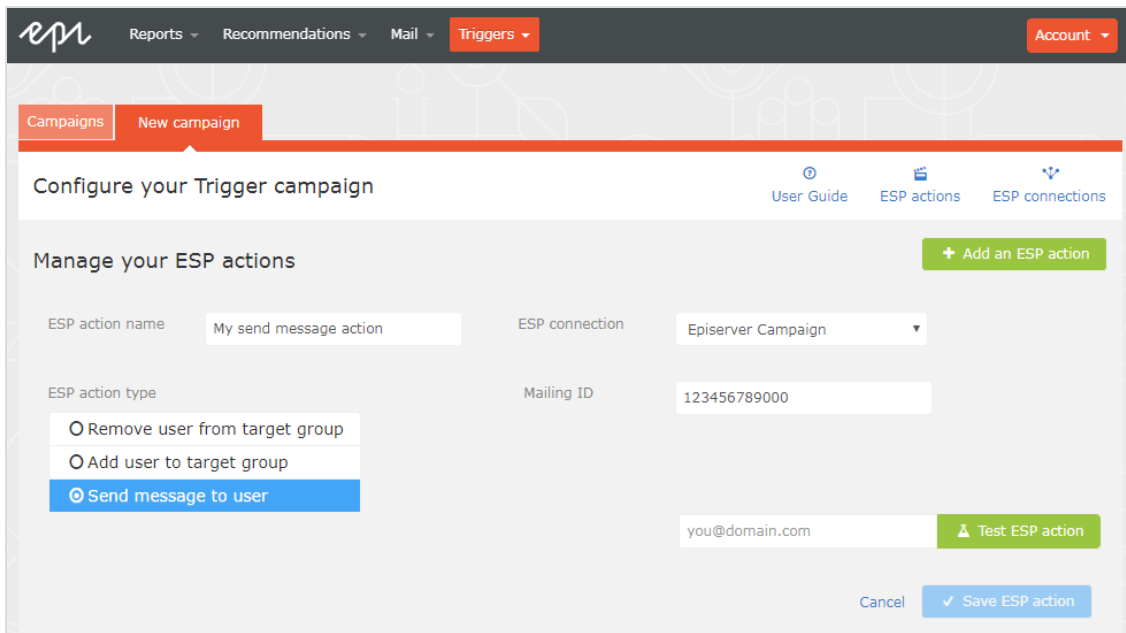 epi Reports Recommendations Mail Triggers Account
Campaigns New campaign
Configure your Trigger campaign
User Guide ESP actions ESP connections
Manage your ESP actions
+ Add an ESP action
ESP action name My send message action ESP connection Episerver Campaign
ESP action type Mailing ID 123456789000
Remove user from target group
Add user to target group
Send message to user
you@domain.com Test ESP action
Cancel Save ESP action